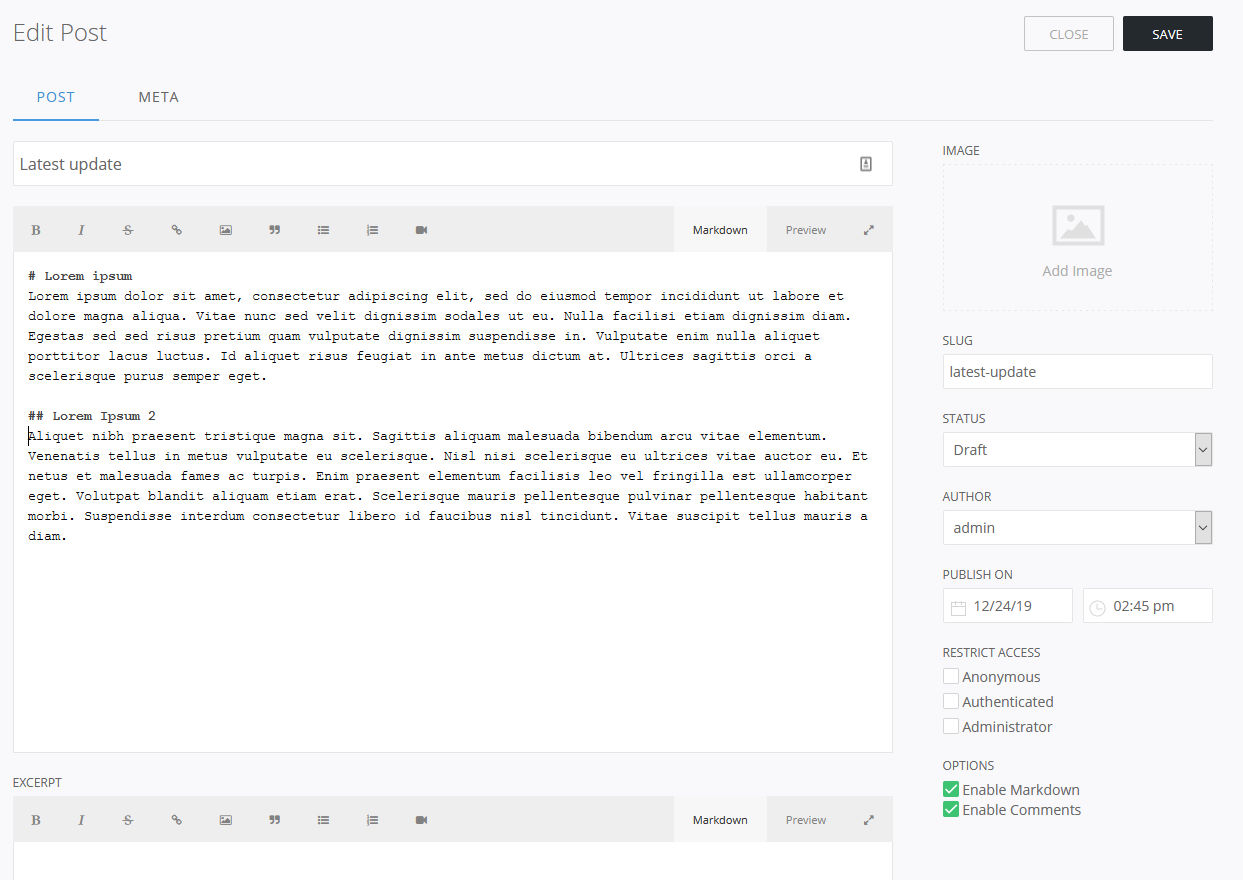 Edit Post
CLOSE
SAVE
POST
META
Latest update
B I S
Markdown
Preview
# Lorem ipsum
Lorem ipsum dolor sit amet, consectetur adipiscing elit, sed do eiusmod tempor incididunt ut labore et
dolore magna aliqua. Vitae nunc sed velit dignissim sodales ut eu. Nulla facilisi etiam dignissim diam.
Egestas sed sed risus pretium quam vulputate dignissim suspendisse in. Vulputate enim nulla aliquet
porttitor lacus luctus. Id aliquet risus feugiat in ante metus dictum at. Ultrices sagittis orci a
scelerisque purus semper eget.
## Lorem Ipsum 2
Aliquet nibh praesent tristique magna sit. Sagittis aliquam malesuada bibendum arcu vitae elementum.
Venenatis tellus in metus vulputate eu scelerisque. Nisl nisi scelerisque eu ultrices vitae auctor eu. Et
netus et malesuada fames ac turpis. Enim praesent elementum facilisis leo vel fringilla est ullamcorper
eget. Volutpat blandit aliquam etiam erat. Scelerisque mauris pellentesque pulvinar pellentesque habitant
morbi. Suspendisse interdum consectetur libero id faucibus nisl tincidunt. Vitae suscipit tellus mauris a
diam.
EXCERPT
B I S
Markdown
Preview
IMAGE
Add Image
SLUG
latest-update
STATUS
Draft
AUTHOR
admin
PUBLISH ON
12/24/19
02:45 pm
RESTRICT ACCESS
Anonymous
Authenticated
Administrator
OPTIONS
Enable Markdown
Enable Comments